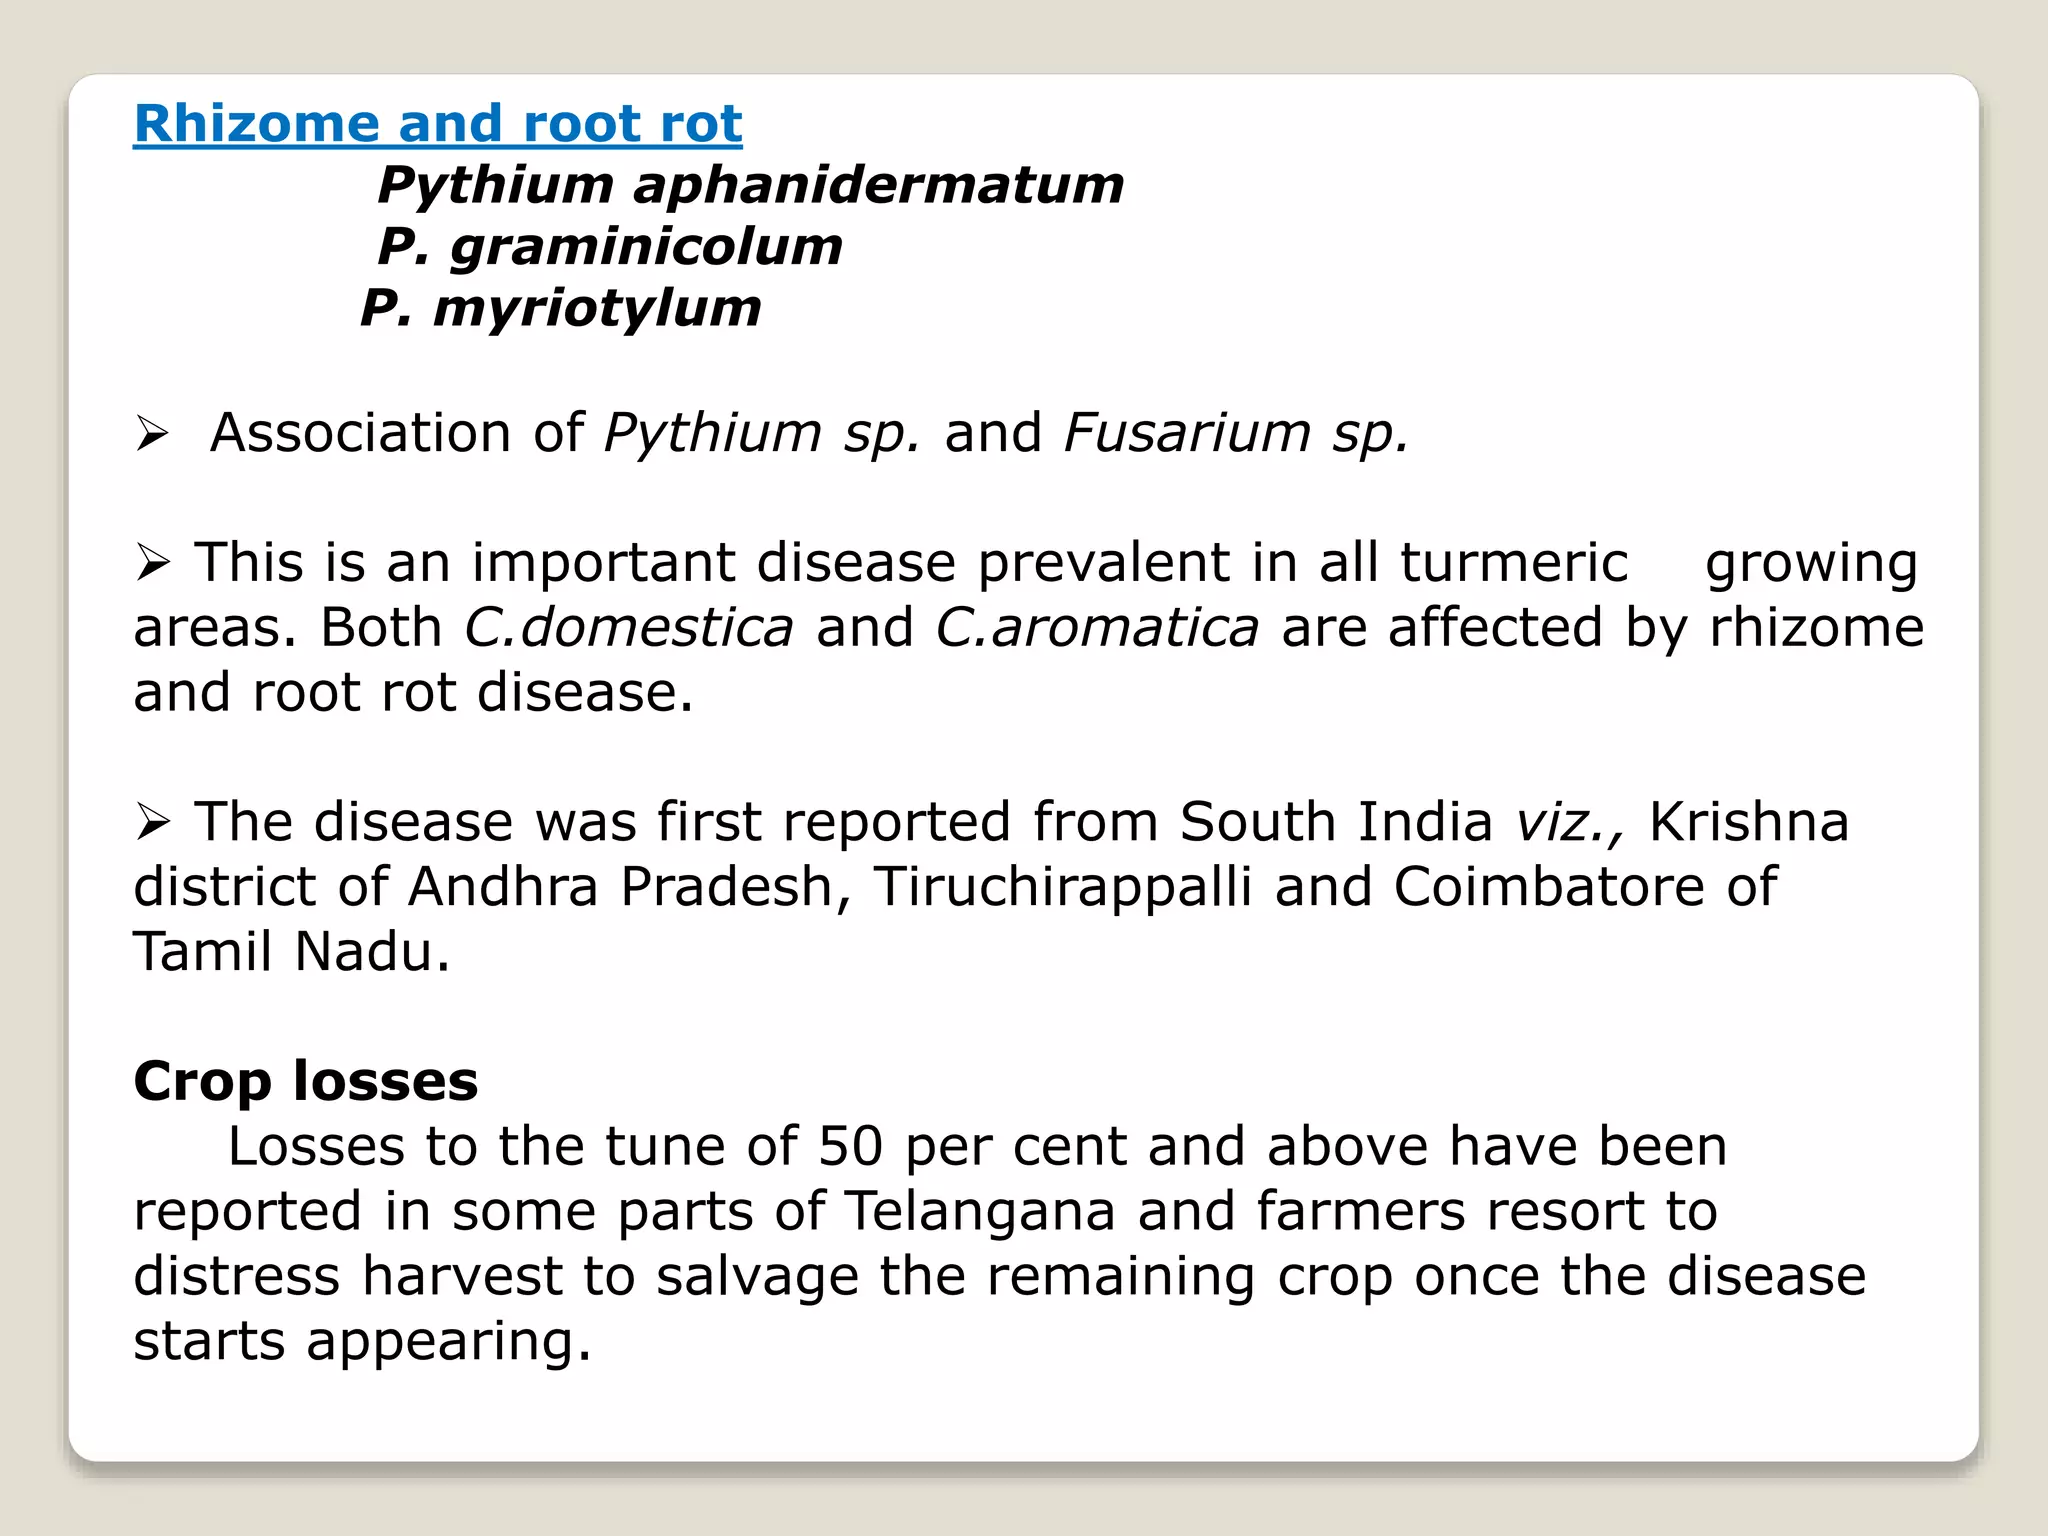 Rhizome and root rot
Pythium aphanidermatum
P. graminicolum
P. myriotylum
➢ Association of Pythium sp. and Fusarium sp.
➢ This is an important disease prevalent in all turmeric growing
areas. Both C.domestica and C.aromatica are affected by rhizome
and root rot disease.
➢ The disease was first reported from South India viz., Krishna
district of Andhra Pradesh, Tiruchirappalli and Coimbatore of
Tamil Nadu.
Crop losses
Losses to the tune of 50 per cent and above have been
reported in some parts of Telangana and farmers resort to
distress harvest to salvage the remaining crop once the disease
starts appearing.